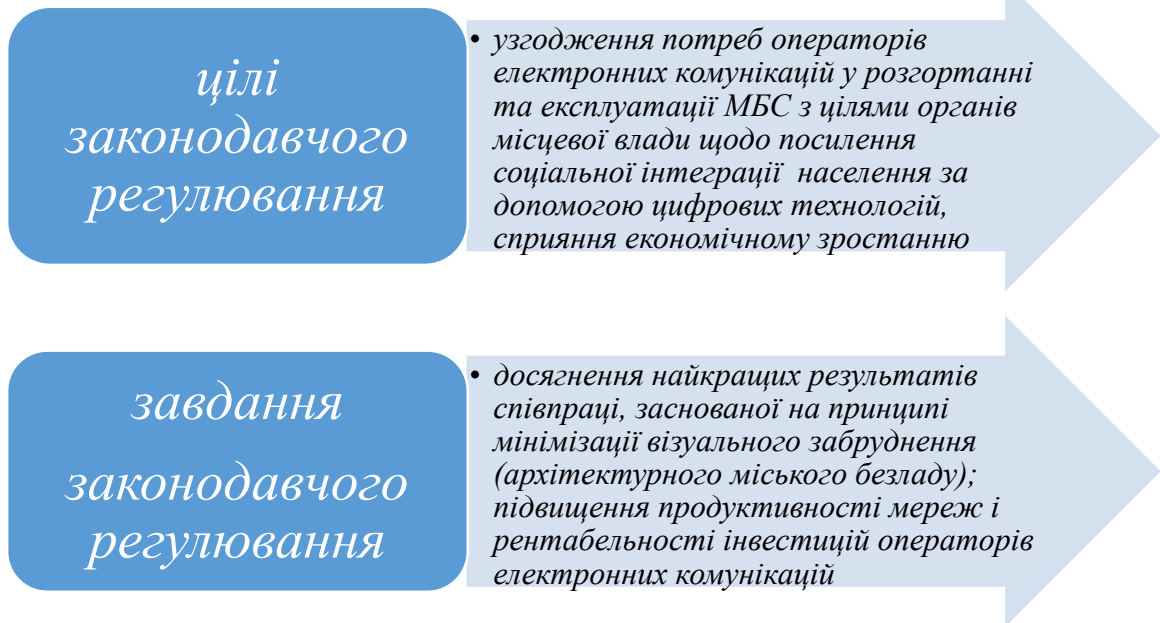 цілі
законодавчого
регулювання
• узгодження потреб операторів
електронних комунікацій у розгортанні
та експлуатації МБС з цілями органів
місцевої влади щодо посилення
соціальної інтеграції населення за
допомогою цифрових технологій,
сприяння економічному зростанню
завдання
законодавчого
регулювання
• досягнення найкращих результатів
співпраці, заснованої на принципі
мінімізації візуального забруднення
(архітектурного міського безладу);
підвищення продуктивності мереж і
рентабельності інвестицій операторів
електронних комунікацій